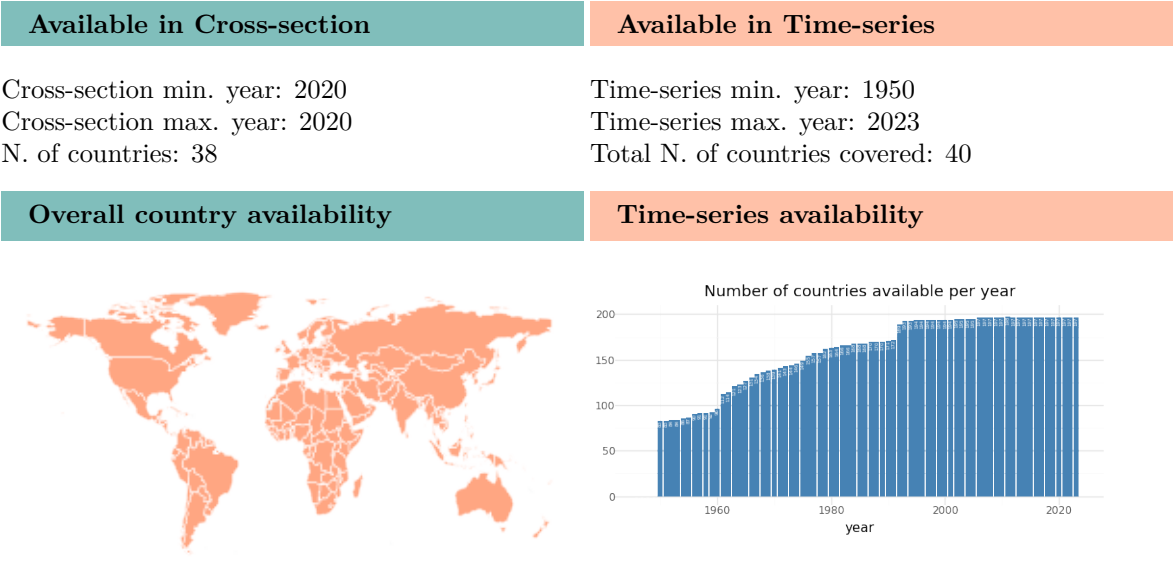 Available in Cross-section
Available in Time-series
Cross-section min. year: 2020
Cross-section max. year: 2020
N. of countries: 38
Time-series min. year: 1950
Time-series max. year: 2023
Total N. of countries covered: 40
Overall country availability
Time-series availability
Number of countries available per year
200
150
100
50
0
1960 1980 2000 2020
year